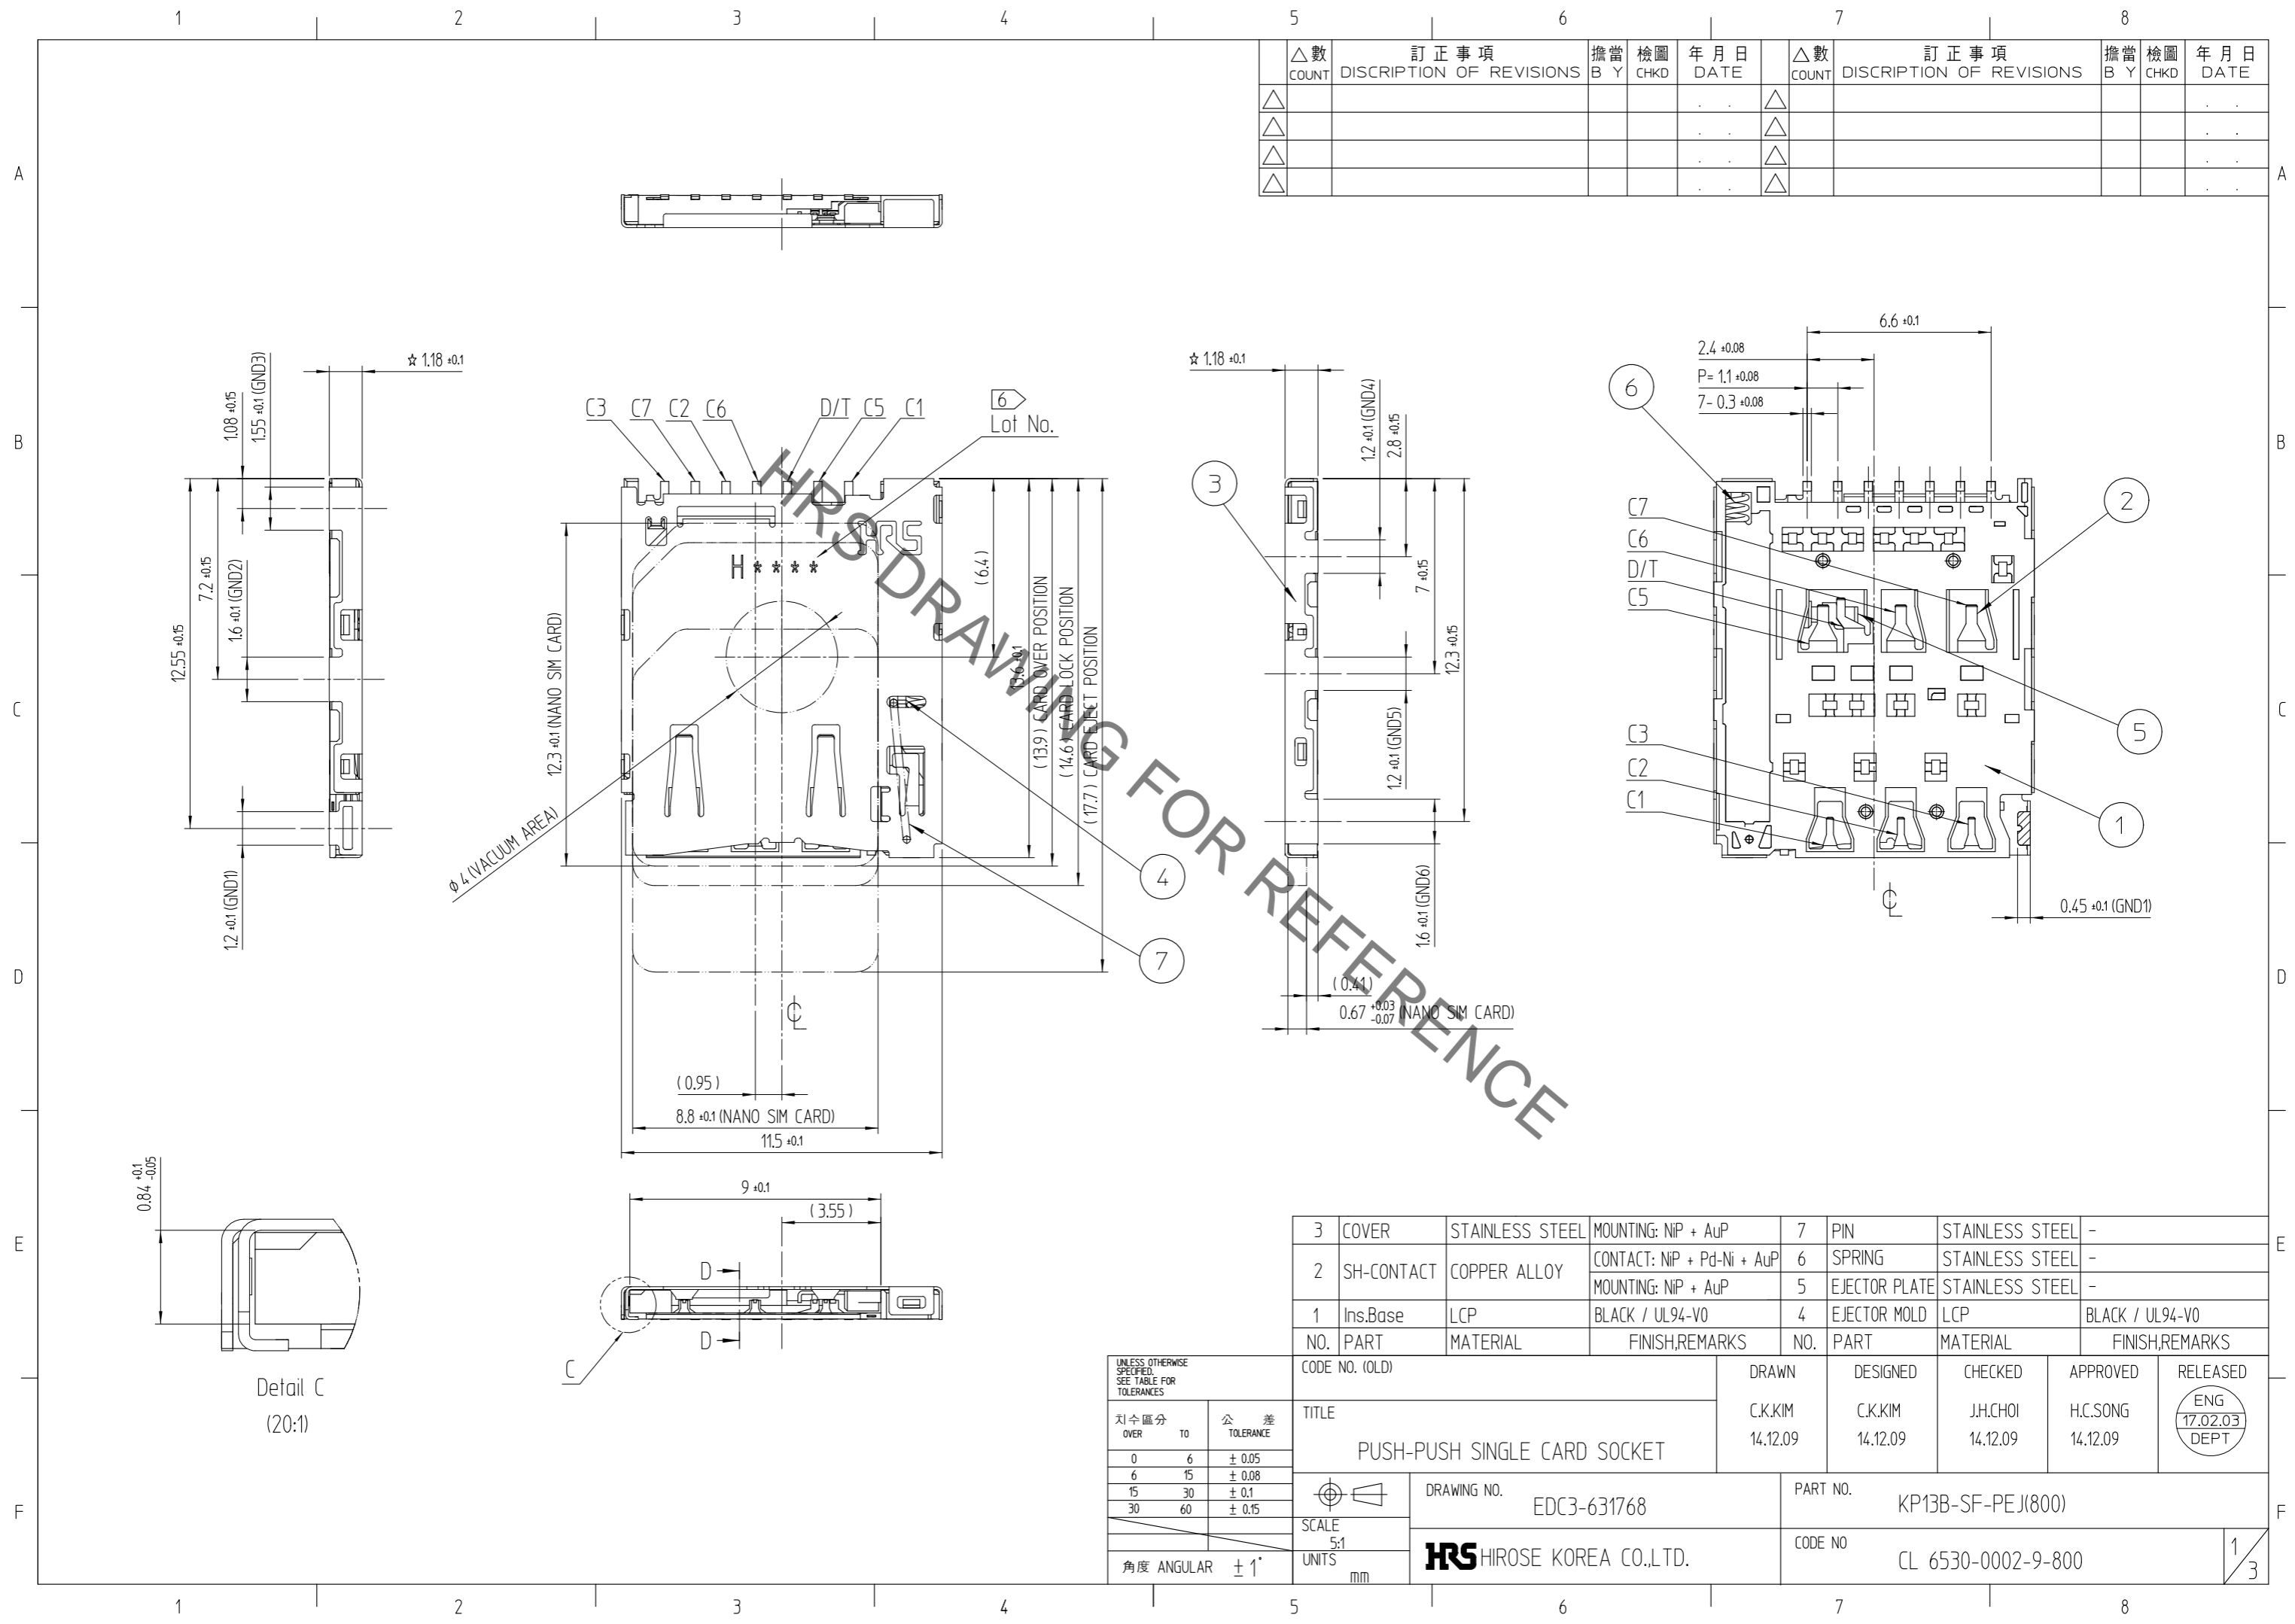 1 2 3 4 5 6 7 8
△數 COUNT 訂正事項 DISCRIPTION OF REVISIONS 擔當 B Y 檢圖 CHKD 年月日 DATE △數 COUNT 訂正事項 DISCRIPTION OF REVISIONS 擔當 B Y 檢圖 CHKD 年月日 DATE
A A
B B
C C
D D
E E
F F
☆ 1.18 ±0.1
1.08 ±0.15
1.55 ±0.1 (GND3)
12.55 ±0.15
7.2 ±0.15
1.6 ±0.1 (GND2)
1.2 ±0.1 (GND1)
C3 C7 C2 C6 D/T C5 C1
6
Lot No.
HRS
H****
12.3 ±0.1 (NANO SIM CARD)
ϕ4 (VACUUM AREA)
(6.4)
13.6 ±0.1
(13.9) CARD OVER POSITION
(14.6) CARD LOCK POSITION
(17.7) CARD EJECT POSITION
4
7
℄
(0.95)
8.8 ±0.1 (NANO SIM CARD)
11.5 ±0.1
☆ 1.18 ±0.1
3
1.2 ±0.1 (GND4)
2.8 ±0.15
7 ±0.15
12.3 ±0.15
1.2 ±0.1 (GND5)
1.6 ±0.1 (GND6)
(0.41)
0.67 +0.03 -0.07 (NANO SIM CARD)
6.6 ±0.1
2.4 ±0.08
P= 1.1 ±0.08
7- 0.3 ±0.08
6
C7
C6
D/T
C5
C3
C2
C1
2
5
1
℄
0.45 ±0.1 (GND1)
HRS DRAWING FOR REFERENCE
0.84 +0.1 -0.05
Detail C
(20:1)
9 ±0.1
(3.55)
D
D
C
3 COVER STAINLESS STEEL MOUNTING: NiP + AuP 7 PIN STAINLESS STEEL -
2 SH-CONTACT COPPER ALLOY CONTACT: NiP + Pd-Ni + AuP 6 SPRING STAINLESS STEEL -
MOUNTING: NiP + AuP 5 EJECTOR PLATE STAINLESS STEEL -
1 Ins.Base LCP BLACK / UL94-V0 4 EJECTOR MOLD LCP BLACK / UL94-V0
NO. PART MATERIAL FINISH,REMARKS NO. PART MATERIAL FINISH,REMARKS
UNLESS OTHERWISE
SPECIFIED.
SEE TABLE FOR
TOLERANCES
치수區分 公 差
OVER TO TOLERANCE
0 6 ± 0.05
6 15 ± 0.08
15 30 ± 0.1
30 60 ± 0.15
角度 ANGULAR ± 1°
CODE NO. (OLD)
TITLE
PUSH-PUSH SINGLE CARD SOCKET
DRAWN DESIGNED CHECKED APPROVED RELEASED
C.K.KIM C.K.KIM J.H.CHOI H.C.SONG
14.12.09 14.12.09 14.12.09 14.12.09
ENG
17.02.03
DEPT
SCALE
5:1
UNITS
mm
DRAWING NO.
EDC3-631768
PART NO.
KP13B-SF-PEJ(800)
HRS HIROSE KOREA CO.,LTD.
CODE NO
CL 6530-0002-9-800
1/3
1 2 3 4 5 6 7 8